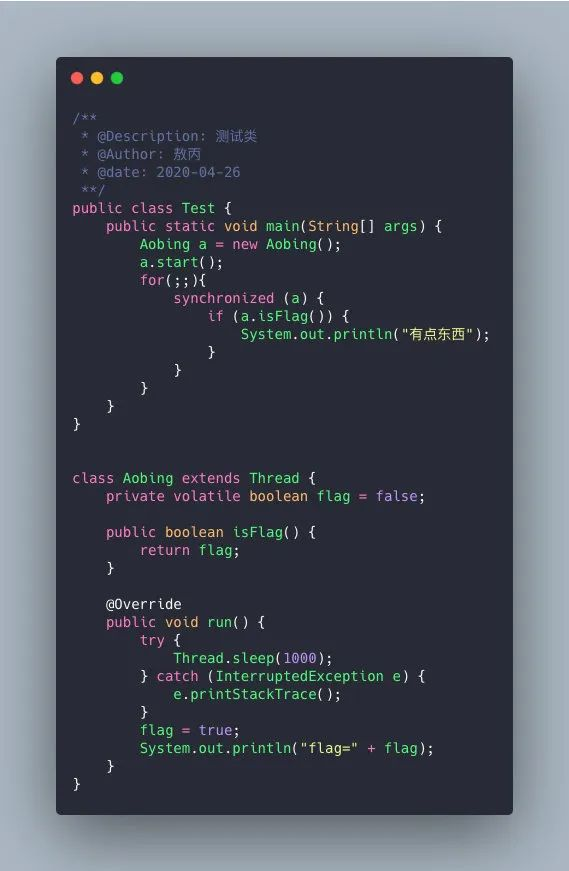 /**
 * @Description: 测试类
 * @Author: 敖丙
 * @date: 2020-04-26
 **/
public class Test {
    public static void main(String[] args) {
        Aobing a = new Aobing();
        a.start();
        for(;;){
            synchronized (a) {
                if (a.isFlag()) {
                    System.out.println("有点东西");
                }
            }
        }
    }
}
class Aobing extends Thread {
    private volatile boolean flag = false;
    public boolean isFlag() {
        return flag;
    }
    @Override
    public void run() {
        try {
            Thread.sleep(1000);
        } catch (InterruptedException e) {
            e.printStackTrace();
        }
        flag = true;
        System.out.println("flag=" + flag);
    }
}